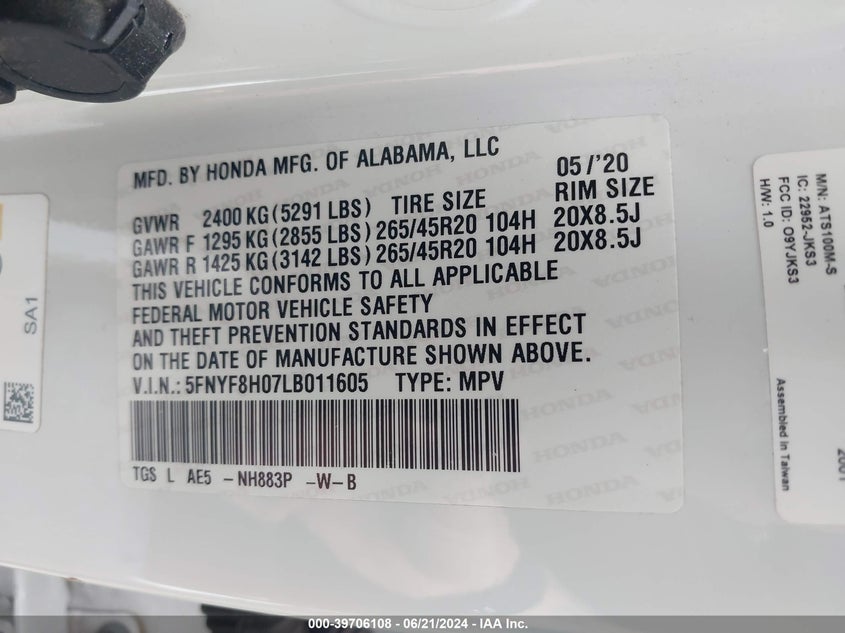 MFD. BY HONDA MFG. OF ALABAMA, LLC 05/'20
GVWR 2400 KG (5291 LBS) TIRE SIZE RIM SIZE
GAWR F 1295 KG (2855 LBS) 265/45R20 104H 20X8.5J
GAWR R 1425 KG (3142 LBS) 265/45R20 104H 20X8.5J
THIS VEHICLE CONFORMS TO ALL APPLICABLE
FEDERAL MOTOR VEHICLE SAFETY
AND THEFT PREVENTION STANDARDS IN EFFECT
ON THE DATE OF MANUFACTURE SHOWN ABOVE.
V.I.N.: 5FNYF8H07LB011605 TYPE: MPV
TGS L AE5 -NH883P -W-B
SA1
M/N: ATS100M-S
IC: 22952-JKS3
FCC ID: O9YJKS3
H/W: 1.0
Assembled in Taiwan
2001
HONDA
000-39706108 - 06/21/2024 - IAAI Inc.